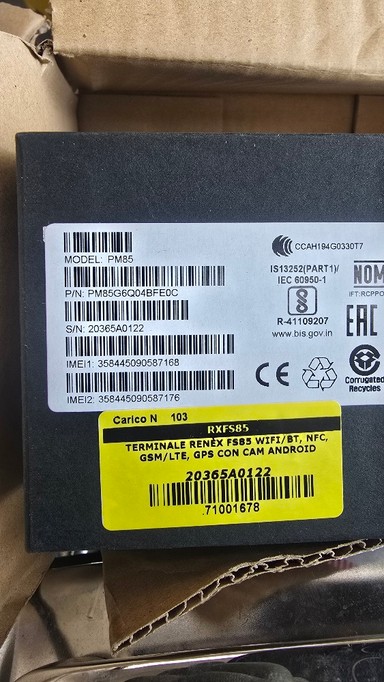 CCAH194G0330T7
MODEL: PM85
IS13252(PART1)/
IEC 60950-1
NOM
P/N: PM85G6Q04BFE0C
R-41109207
www.bis.gov.in
EAC
S/N: 20365A0122
IMEI1: 358445090587168
CE
Corrugated
Recycles
IMEI2: 358445090587176
Carico N 103
RXFS85
TERMINALE RENEX FS85 WIFI/BT, NFC,
GSM/LTE, GPS CON CAM ANDROID
20365A0122
.71001678